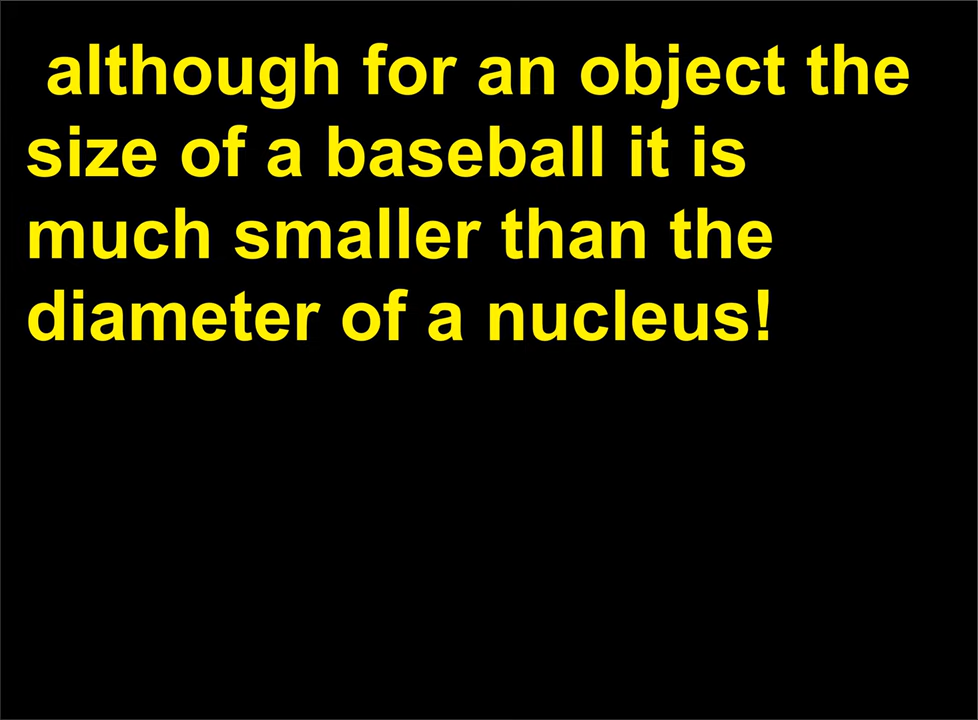 although for an object the
size of a baseball it is
much smaller than the
diameter of a nucleus!